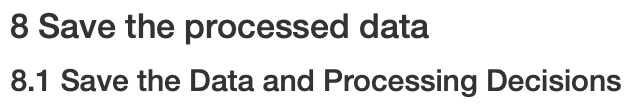 8 Save the processed data
8.1 Save the Data and Processing Decisions